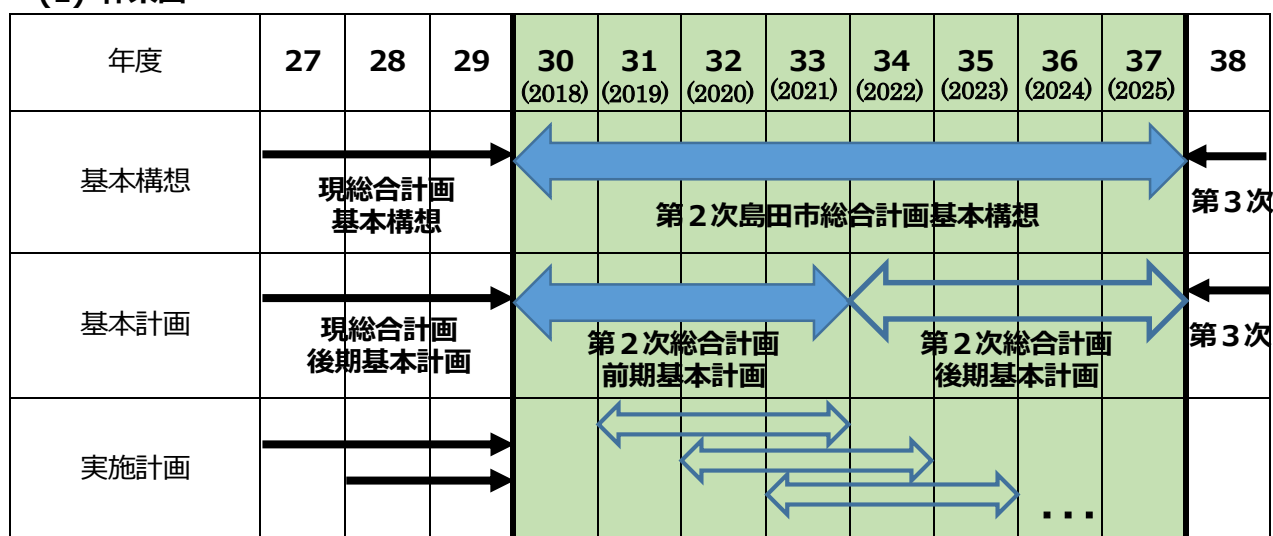 年度 27 28 29 30 31 32 33 34 35 36 37 38
(2018) (2019) (2020) (2021) (2022) (2023) (2024) (2025)
基本構想
現総合計画
基本構想
第２次島田市総合計画基本構想
第３次
基本計画
現総合計画
後期基本計画
第２次総合計画
前期基本計画
第２次総合計画
後期基本計画
第３次
実施計画
...